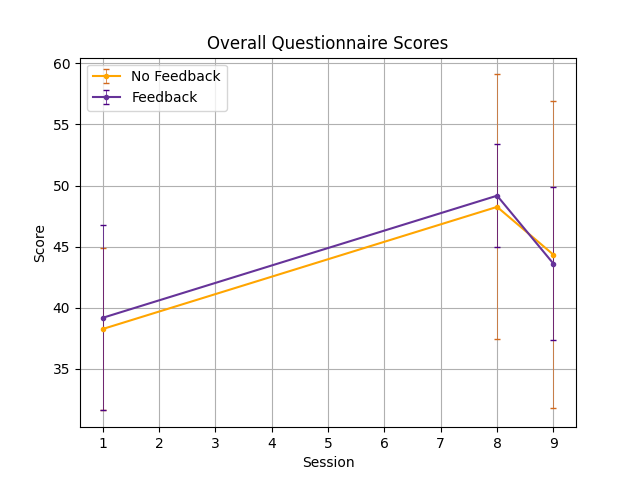 Overall Questionnaire Scores
No Feedback
Feedback
60
55
50
45
40
35
Score
1 2 3 4 5 6 7 8 9
Session